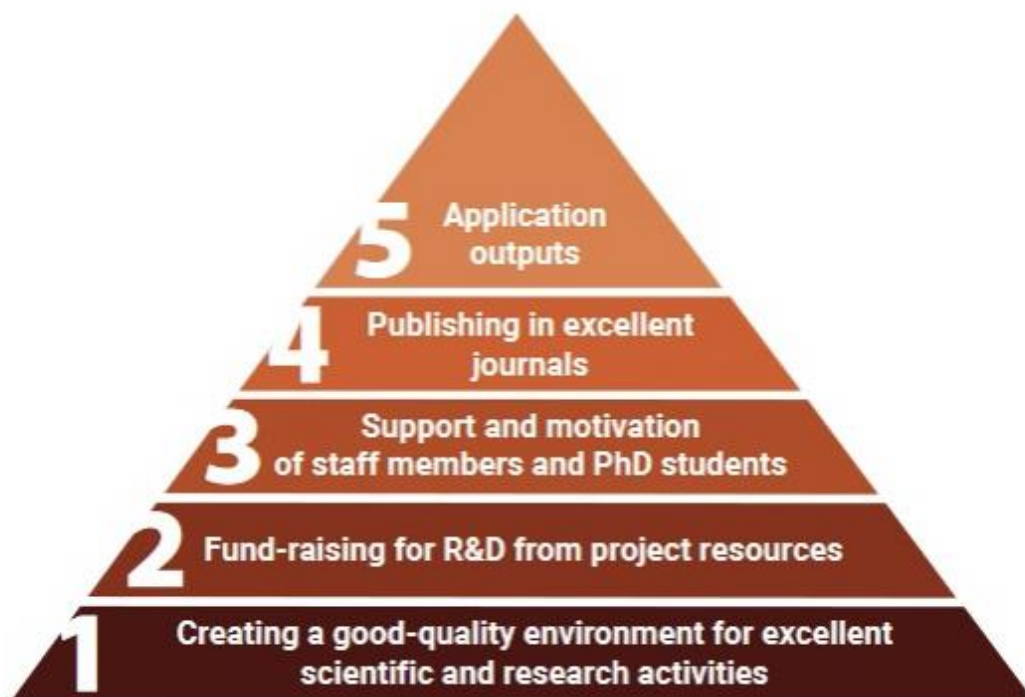 5 Application
outputs
4 Publishing in excellent
journals
3 Support and motivation
of staff members and PhD students
2 Fund-raising for R&D from project resources
1 Creating a good-quality environment for excellent
scientific and research activities